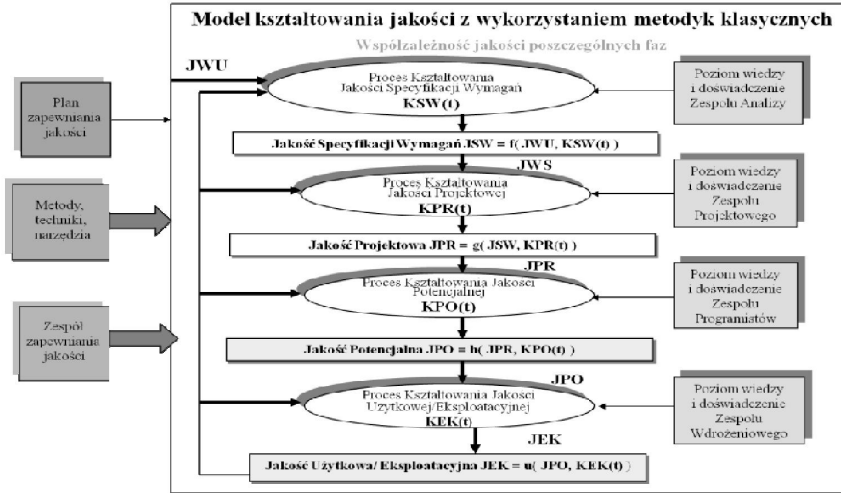 Model kształtowania jakości z wykorzystaniem metodyk klasycznych
Współzależność jakości poszczególnych faz
JWU
Plan
zapewniania
jakości
Metody,
techniki,
narzędzia
Zespół
zapewniania
jakości
Proces Kształtowania
Jakości Specyfikacji Wymagań
KSW(t)
Poziom wiedzy
i doświadczenie
Zespołu Analizy
Jakość Specyfikacji Wymagań JSW = f( JWU, KSW(t) )
JWS
Proces Kształtowania
Jakości Projektowej
KPR(t)
Poziom wiedzy
i doświadczenie
Zespołu
Projektowego
Jakość Projektowa JPR = g( JSW, KPR(t) )
JPR
Proces Kształtowania Jakości
Potencjalnej
KPO(t)
Poziom wiedzy
i doświadczenie
Zespołu
Programistów
Jakość Potencjalna JPO = h( JPR, KPO(t) )
JPO
Proces Kształtowania Jakości
Użytkowej/Eksploatacyjnej
KEK(t)
Poziom wiedzy
i doświadczenie
Zespołu
Wdrożeniowego
JEK
Jakość Użytkowa/ Eksploatacyjna JEK = u( JPO, KEK(t) )